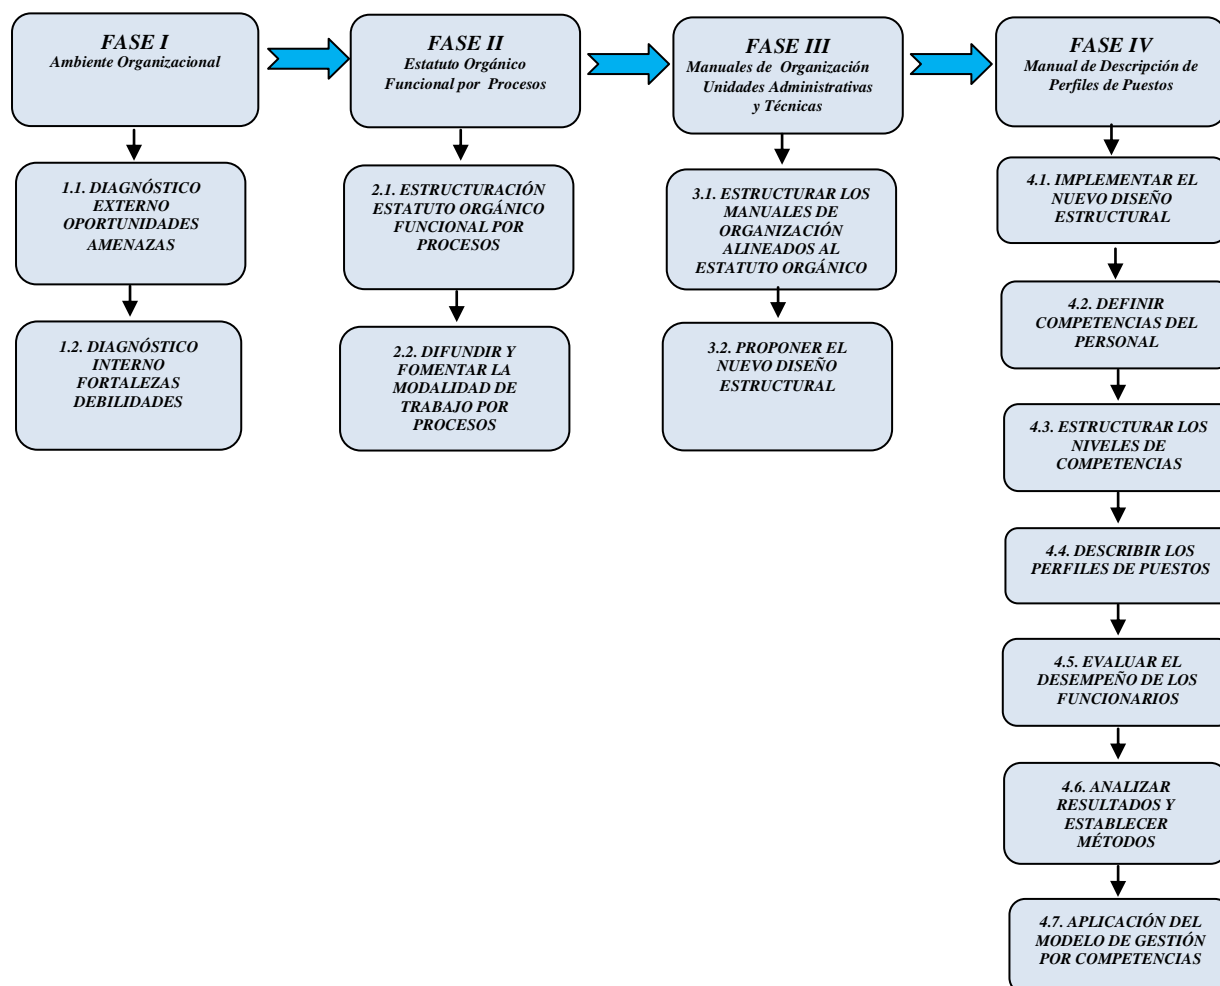 FASE I
Ambiente Organizacional
FASE II
Estatuto Orgánico
Funcional por Procesos
FASE III
Manuales de Organización
Unidades Administrativas
y Técnicas
FASE IV
Manual de Descripción de
Perfiles de Puestos
1.1. DIAGNÓSTICO
EXTERNO
OPORTUNIDADES
AMENAZAS
1.2. DIAGNÓSTICO
INTERNO
FORTALEZAS
DEBILIDADES
2.1. ESTRUCTURACIÓN
ESTATUTO ORGÁNICO
FUNCIONAL POR
PROCESOS
2.2. DIFUNDIR Y
FOMENTAR LA
MODALIDAD DE
TRABAJO POR
PROCESOS
3.1. ESTRUCTURAR LOS
MANUALES DE
ORGANIZACIÓN
ALINEADOS AL
ESTATUTO ORGÁNICO
3.2. PROPONER EL
NUEVO DISEÑO
ESTRUCTURAL
4.1. IMPLEMENTAR EL
NUEVO DISEÑO
ESTRUCTURAL
4.2. DEFINIR
COMPETENCIAS DEL
PERSONAL
4.3. ESTRUCTURAR LOS
NIVELES DE
COMPETENCIAS
4.4. DESCRIBIR LOS
PERFILES DE PUESTOS
4.5. EVALUAR EL
DESEMPEÑO DE LOS
FUNCIONARIOS
4.6. ANALIZAR
RESULTADOS Y
ESTABLECER
MÉTODOS
4.7. APLICACIÓN DEL
MODELO DE GESTIÓN
POR COMPETENCIAS